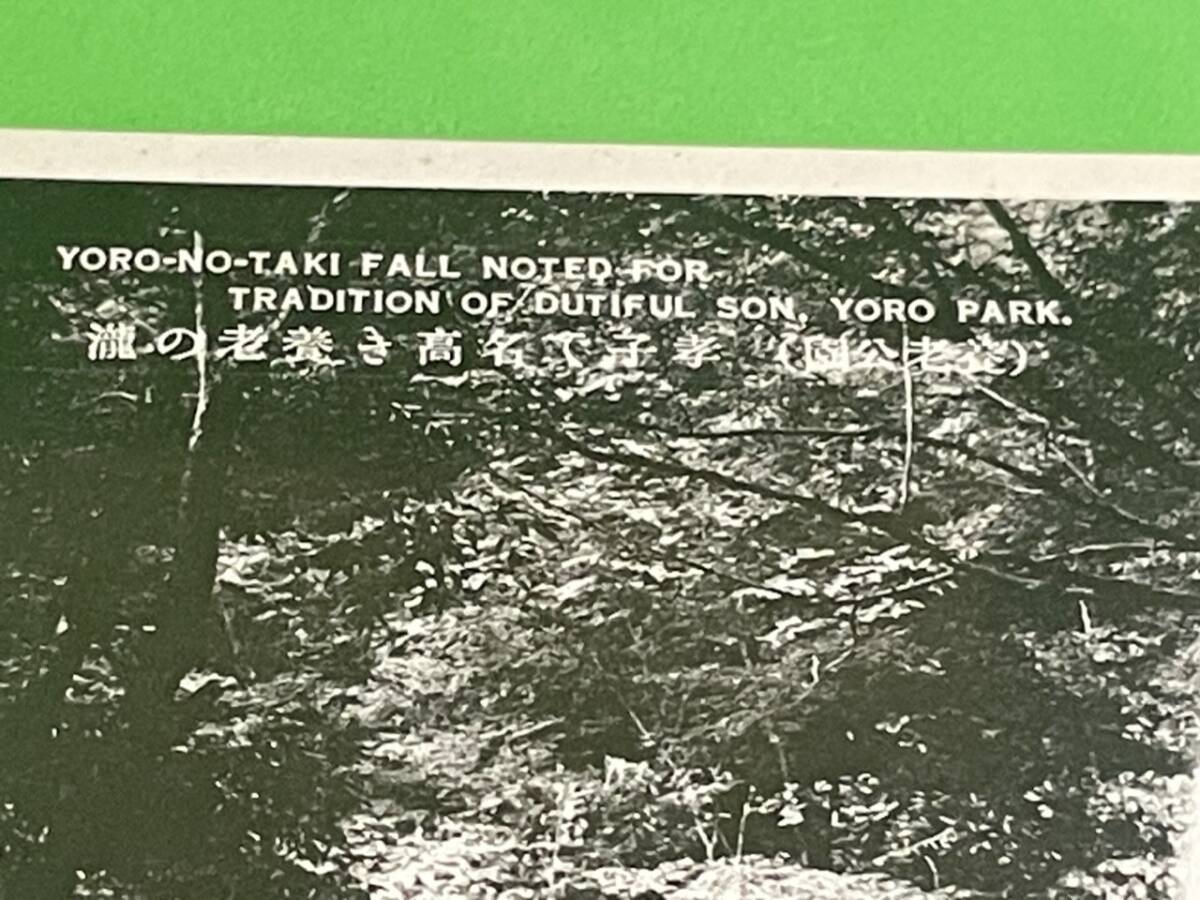 YORO-NO-TAKI FALL NOTED FOR
TRADITION OF DUTIFUL SON, YORO PARK.
(養老公園) 孝子で名高き養老の瀧